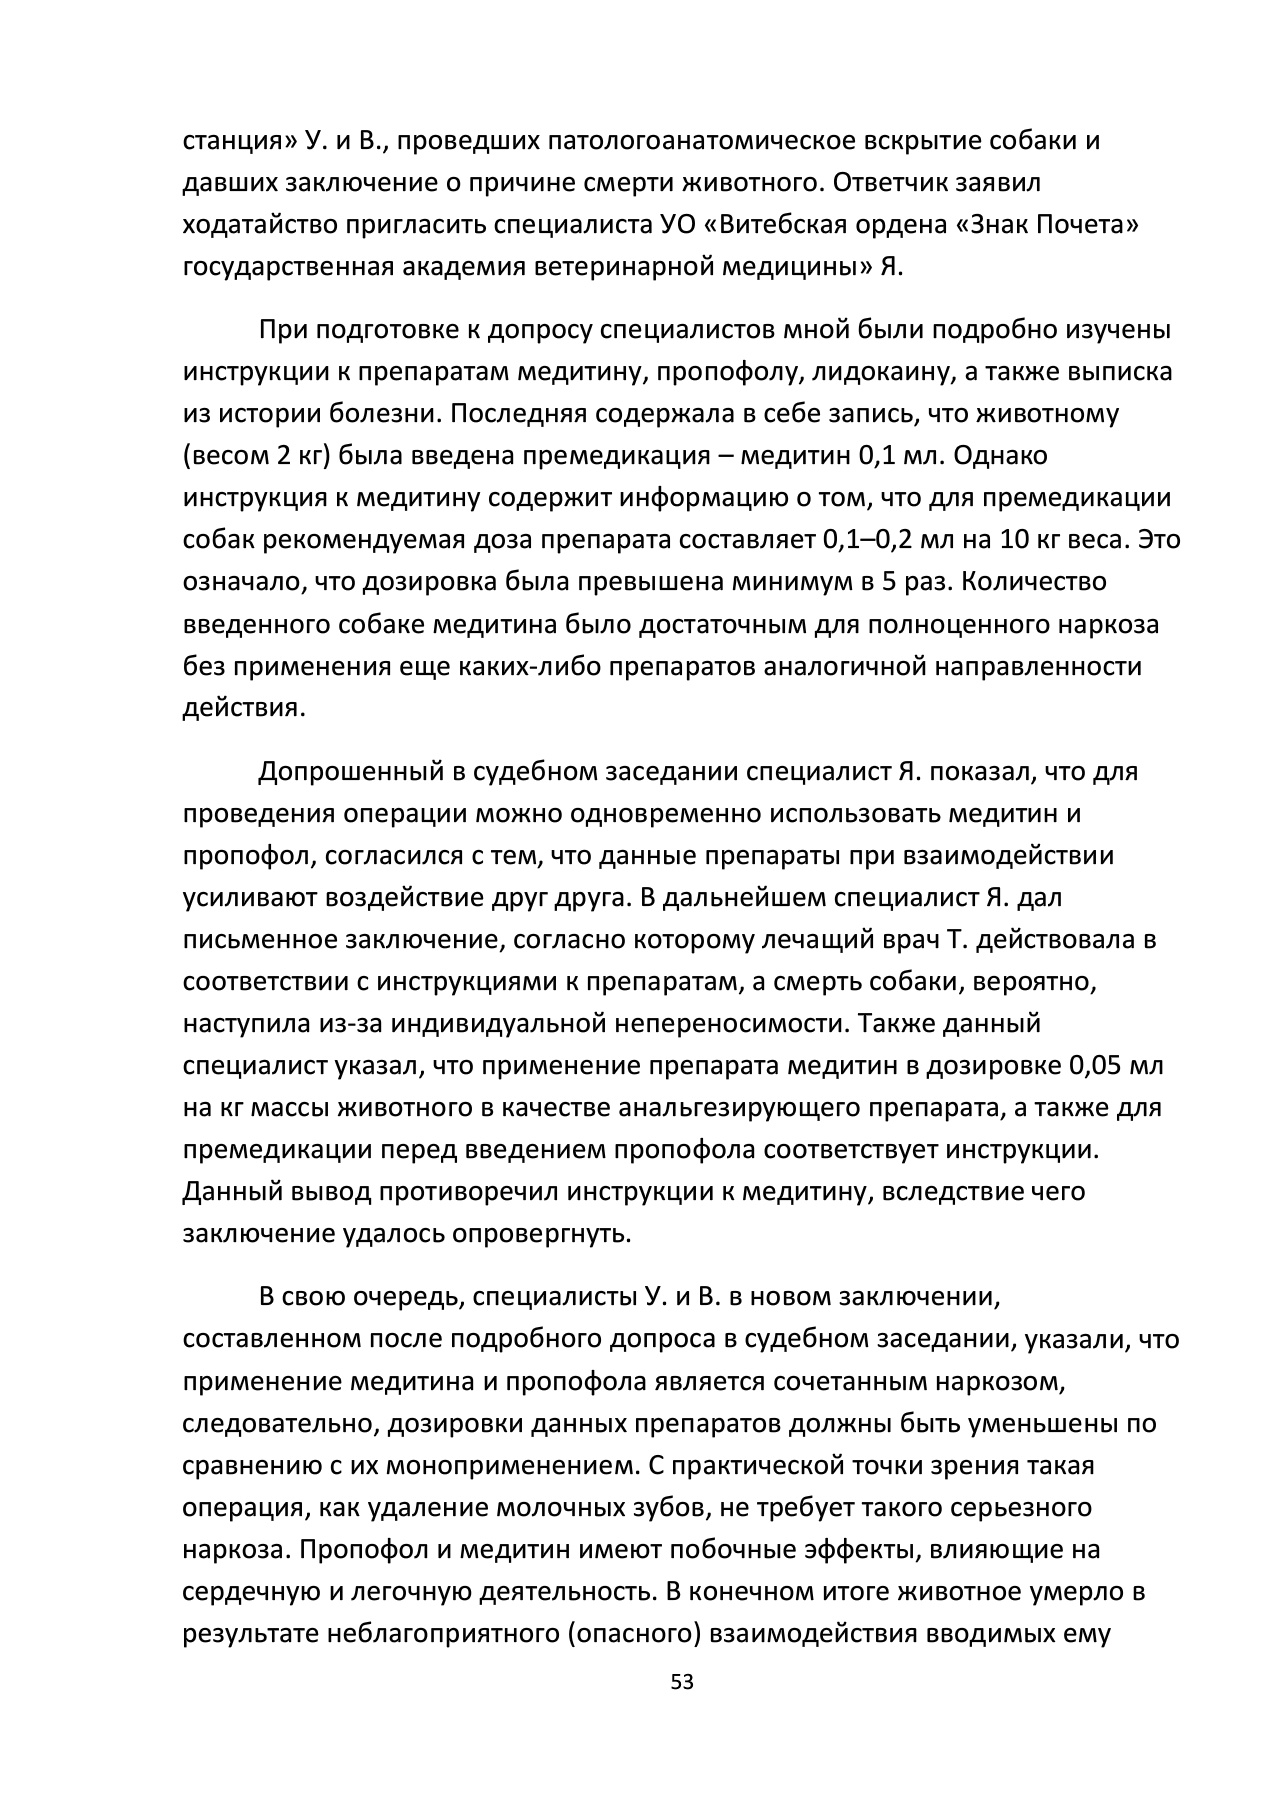 станция» У. и В., проведших патологоанатомическое вскрытие собаки и
давших заключение о причине смерти животного. Ответчик заявил
ходатайство пригласить специалиста УО «Витебская ордена «Знак Почета»
государственная академия ветеринарной медицины» Я.
При подготовке к допросу специалистов мной были подробно изучены
инструкции к препаратам медитину, пропофолу, лидокаину, а также выписка
из истории болезни. Последняя содержала в себе запись, что животному
(весом 2 кг) была введена премедикация – медитин 0,1 мл. Однако
инструкция к медитину содержит информацию о том, что для премедикации
собак рекомендуемая доза препарата составляет 0,1–0,2 мл на 10 кг веса. Это
означало, что дозировка была превышена минимум в 5 раз. Количество
введенного собаке медитина было достаточным для полноценного наркоза
без применения еще каких-либо препаратов аналогичной направленности
действия.
Допрошенный в судебном заседании специалист Я. показал, что для
проведения операции можно одновременно использовать медитин и
пропофол, согласился с тем, что данные препараты при взаимодействии
усиливают воздействие друг друга. В дальнейшем специалист Я. дал
письменное заключение, согласно которому лечащий врач Т. действовала в
соответствии с инструкциями к препаратам, а смерть собаки, вероятно,
наступила из-за индивидуальной непереносимости. Также данный
специалист указал, что применение препарата медитин в дозировке 0,05 мл
на кг массы животного в качестве анальгезирующего препарата, а также для
премедикации перед введением пропофола соответствует инструкции.
Данный вывод противоречил инструкции к медитину, вследствие чего
заключение удалось опровергнуть.
В свою очередь, специалисты У. и В. в новом заключении,
составленном после подробного допроса в судебном заседании, указали, что
применение медитина и пропофола является сочетанным наркозом,
следовательно, дозировки данных препаратов должны быть уменьшены по
сравнению с их моноприменением. С практической точки зрения такая
операция, как удаление молочных зубов, не требует такого серьезного
наркоза. Пропофол и медитин имеют побочные эффекты, влияющие на
сердечную и легочную деятельность. В конечном итоге животное умерло в
результате неблагоприятного (опасного) взаимодействия вводимых ему
53